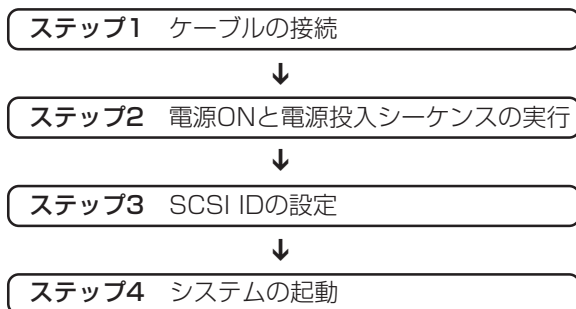 ステップ1 ケーブルの接続
↓
ステップ2 電源ONと電源投入シーケンスの実行
↓
ステップ3 SCSI IDの設定
↓
ステップ4 システムの起動